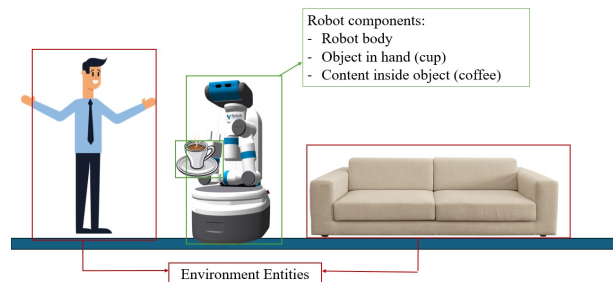 Robot components:
- Robot body
- Object in hand (cup)
- Content inside object (coffee)
Environment Entities